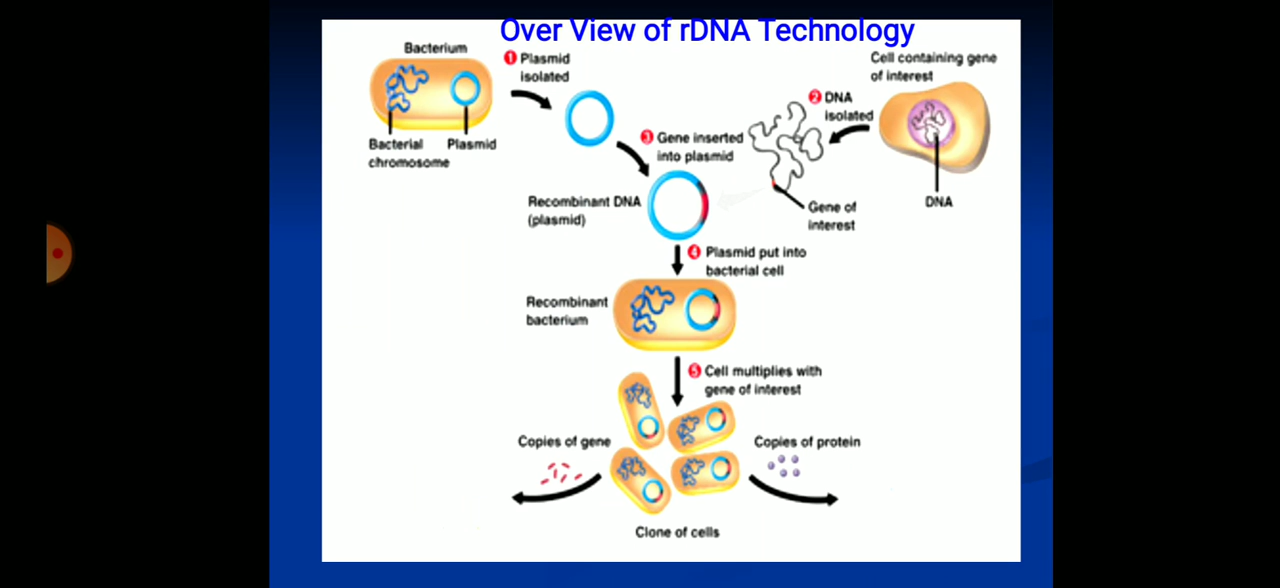 Over View of rDNA Technology
Bacterium
1 Plasmid
isolated
Cell containing gene
of interest
2 DNA
isolated
Bacterial
chromosome
Plasmid
3 Gene inserted
into plasmid
Recombinant DNA
(plasmid)
Gene of
interest
DNA
4 Plasmid put into
bacterial cell
Recombinant
bacterium
5 Cell multiplies with
gene of interest
Copies of gene
Copies of protein
Clone of cells